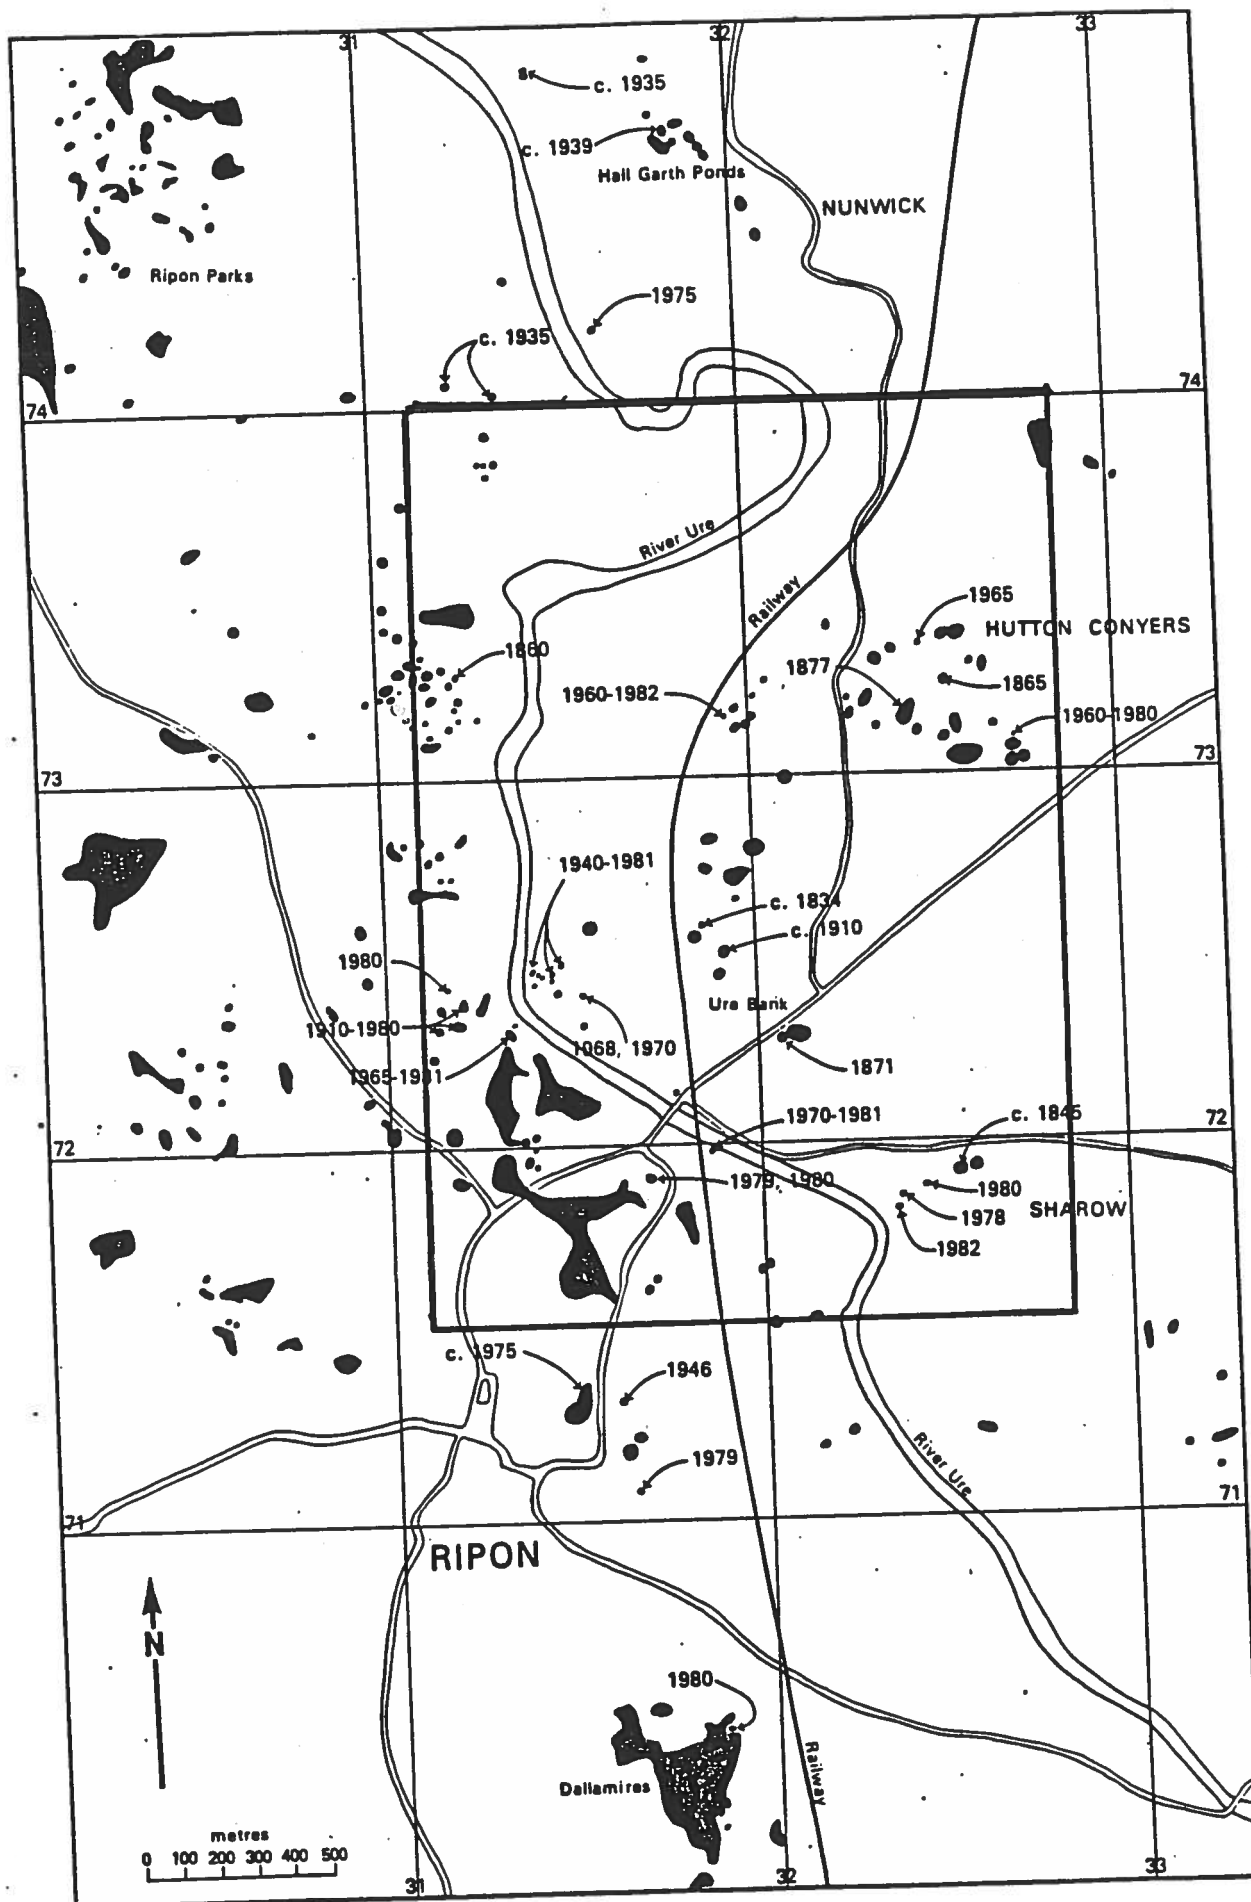 31
32
33
c. 1935
c. 1939
Hall Garth Ponds
NUNWICK
Ripon Parks
1975
c. 1935
74
74
River Ure
Railway
1965
HUTTON CONYERS
1860
1877
1865
1960-1982
1960-1980
73
73
1940-1981
c. 1834
c. 1910
1980
Ure Bank
1910-1980
1068, 1970
1965-1981
1871
1970-1981
c. 1845
72
72
1979, 1980
1980
1978
SHAROW
1982
c. 1975
1946
1979
River Ure
71
71
RIPON
N
1980
Dallamires
Railway
metres
0 100 200 300 400 500
31
32
33